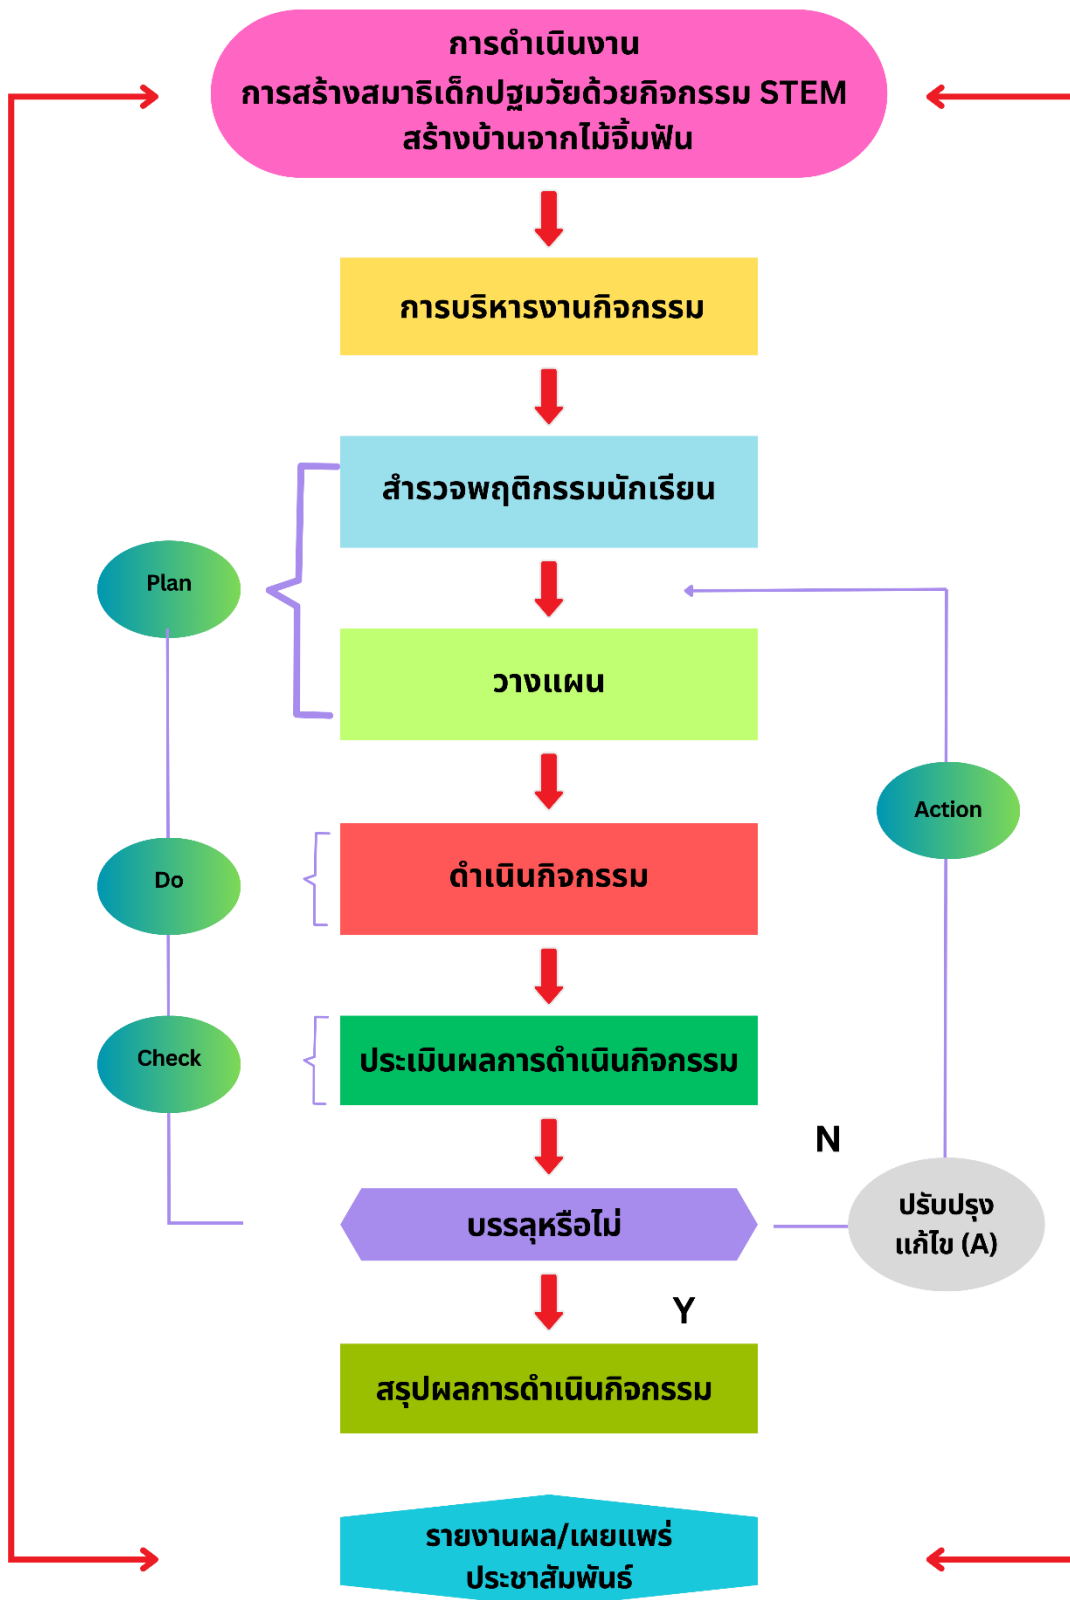 การดำเนินงาน
การสร้างสมาธิเด็กปฐมวัยด้วยกิจกรรม STEM
สร้างบ้านจากไม้จิ้มฟัน
การบริหารงานกิจกรรม
สำรวจพฤติกรรมนักเรียน
Plan
วางแผน
Action
ดำเนินกิจกรรม
Do
ประเมินผลการดำเนินกิจกรรม
Check
N
บรรลุหรือไม่
ปรับปรุง
แก้ไข (A)
Y
สรุปผลการดำเนินกิจกรรม
รายงานผล/เผยแพร่
ประชาสัมพันธ์